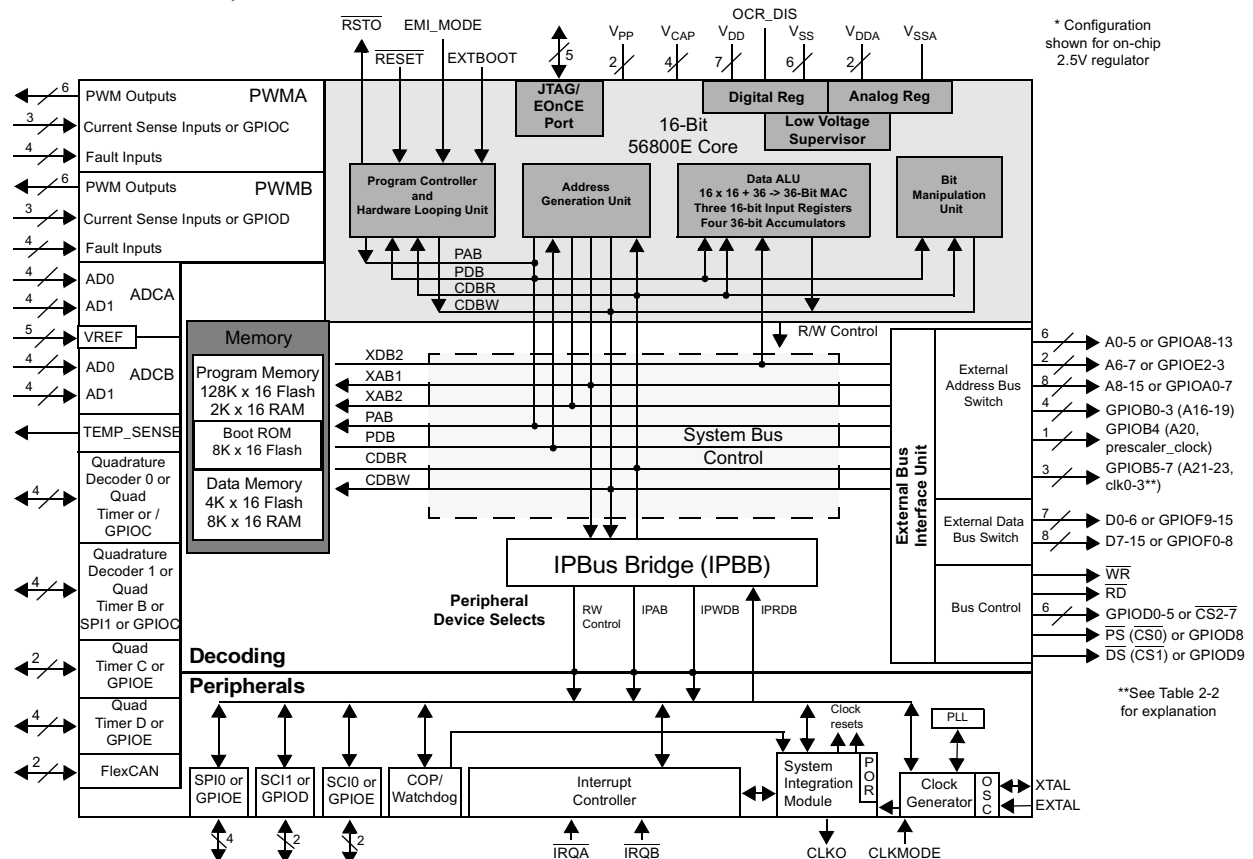 RSTO
EMI_MODE
RESET
EXTBOOT
5
VPP
2
VCAP
4
VDD
7
OCR_DIS
VSS
6
VDDA
2
VSSA
* Configuration
shown for on-chip
2.5V regulator
6
PWM Outputs
PWMA
3
Current Sense Inputs or GPIOC
4
Fault Inputs
6
PWM Outputs
PWMB
3
Current Sense Inputs or GPIOD
4
Fault Inputs
4
AD0
ADCA
4
AD1
5
VREF
4
AD0
ADCB
4
AD1
TEMP_SENSE
4
Quadrature
Decoder 0 or
Quad
Timer or /
GPIOC
4
Quadrature
Decoder 1 or
Quad
Timer B or
SPI1 or GPIOC
2
Quad
Timer C or
GPIOE
4
Quad
Timer D or
GPIOE
2
FlexCAN
JTAG/
EOnCE
Port
Digital Reg
Analog Reg
Low Voltage
Supervisor
16-Bit
56800E Core
Program Controller
and
Hardware Looping Unit
Address
Generation Unit
Data ALU
16 x 16 + 36 -> 36-Bit MAC
Three 16-bit Input Registers
Four 36-bit Accumulators
Bit
Manipulation
Unit
PAB
PDB
CDBR
CDBW
R/W Control
Memory
Program Memory
128K x 16 Flash
2K x 16 RAM
Boot ROM
8K x 16 Flash
Data Memory
4K x 16 Flash
8K x 16 RAM
XDB2
XAB1
XAB2
PAB
PDB
CDBR
CDBW
System Bus
Control
External Bus
Interface Unit
External
Address Bus
Switch
External Data
Bus Switch
Bus Control
6
A0-5 or GPIOA8-13
2
A6-7 or GPIOE2-3
8
A8-15 or GPIOA0-7
4
GPIOB0-3 (A16-19)
1
GPIOB4 (A20,
prescaler_clock)
3
GPIOB5-7 (A21-23,
clk0-3**)
7
D0-6 or GPIOF9-15
8
D7-15 or GPIOF0-8
WR
RD
6
GPIOD0-5 or CS2-7
PS (CS0) or GPIOD8
DS (CS1) or GPIOD9
**See Table 2-2
for explanation
IPBus Bridge (IPBB)
Peripheral
Device Selects
RW
Control
IPAB
IPWDB
IPRDB
Decoding
Peripherals
Clock
resets
PLL
SPI0 or
GPIOE
SCI1 or
GPIOD
SCI0 or
GPIOE
COP/
Watchdog
Interrupt
Controller
System
Integration
Module
POR
Clock
Generator
OSC
XTAL
EXTAL
4
2
2
IRQA
IRQB
CLKO
CLKMODE